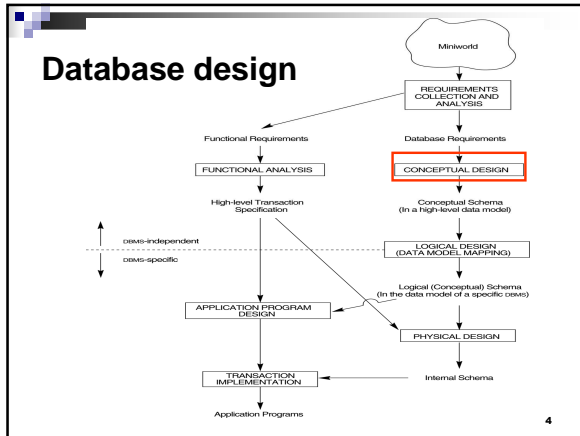 Database design
Miniworld
REQUIREMENTS
COLLECTION AND
ANALYSIS
Functional Requirements
Database Requirements
FUNCTIONAL ANALYSIS
CONCEPTUAL DESIGN
High-level Transaction
Specification
Conceptual Schema
(In a high-level data model)
DBMS-independent
DBMS-specific
LOGICAL DESIGN
(DATA MODEL MAPPING)
Logical (Conceptual) Schema
(In the data model of a specific DBMS)
APPLICATION PROGRAM
DESIGN
PHYSICAL DESIGN
TRANSACTION
IMPLEMENTATION
Internal Schema
Application Programs
4